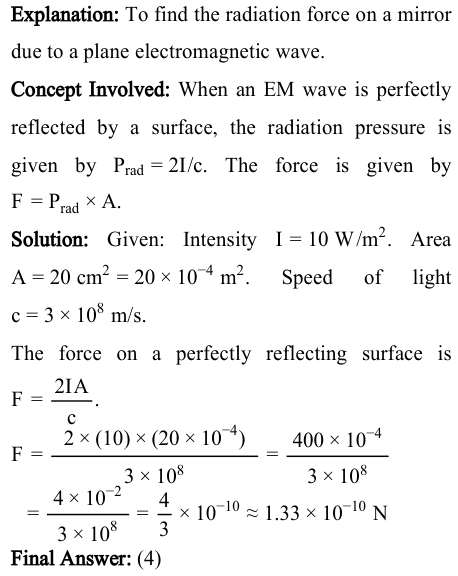 Explanation: To find the radiation force on a mirror
due to a plane electromagnetic wave.
Concept Involved: When an EM wave is perfectly
reflected by a surface, the radiation pressure is
given by P_rad = 2I/c. The force is given by
F = P_rad × A.
Solution: Given: Intensity I = 10 W/m². Area
A = 20 cm² = 20 × 10⁻⁴ m². Speed of light
c = 3 × 10⁸ m/s.
The force on a perfectly reflecting surface is
F = 2IA / c.
F = 2 × (10) × (20 × 10⁻⁴) / 3 × 10⁸ = 400 × 10⁻⁴ / 3 × 10⁸
= 4 × 10⁻² / 3 × 10⁸ = 4/3 × 10⁻¹⁰ ≈ 1.33 × 10⁻¹⁰ N
Final Answer: (4)